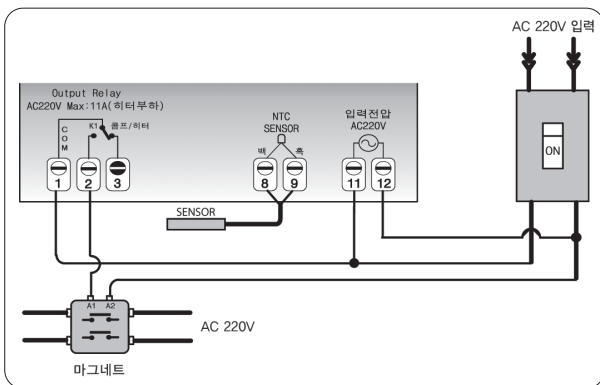 AC 220V 입력
Output Relay
AC220V Max:11A(히터부하)
COM
K1
콤프/히터
NTC
SENSOR
백
흑
입력전압
AC220V
ON
1
2
3
8
9
11
12
SENSOR
A1
A2
AC 220V
마그네트